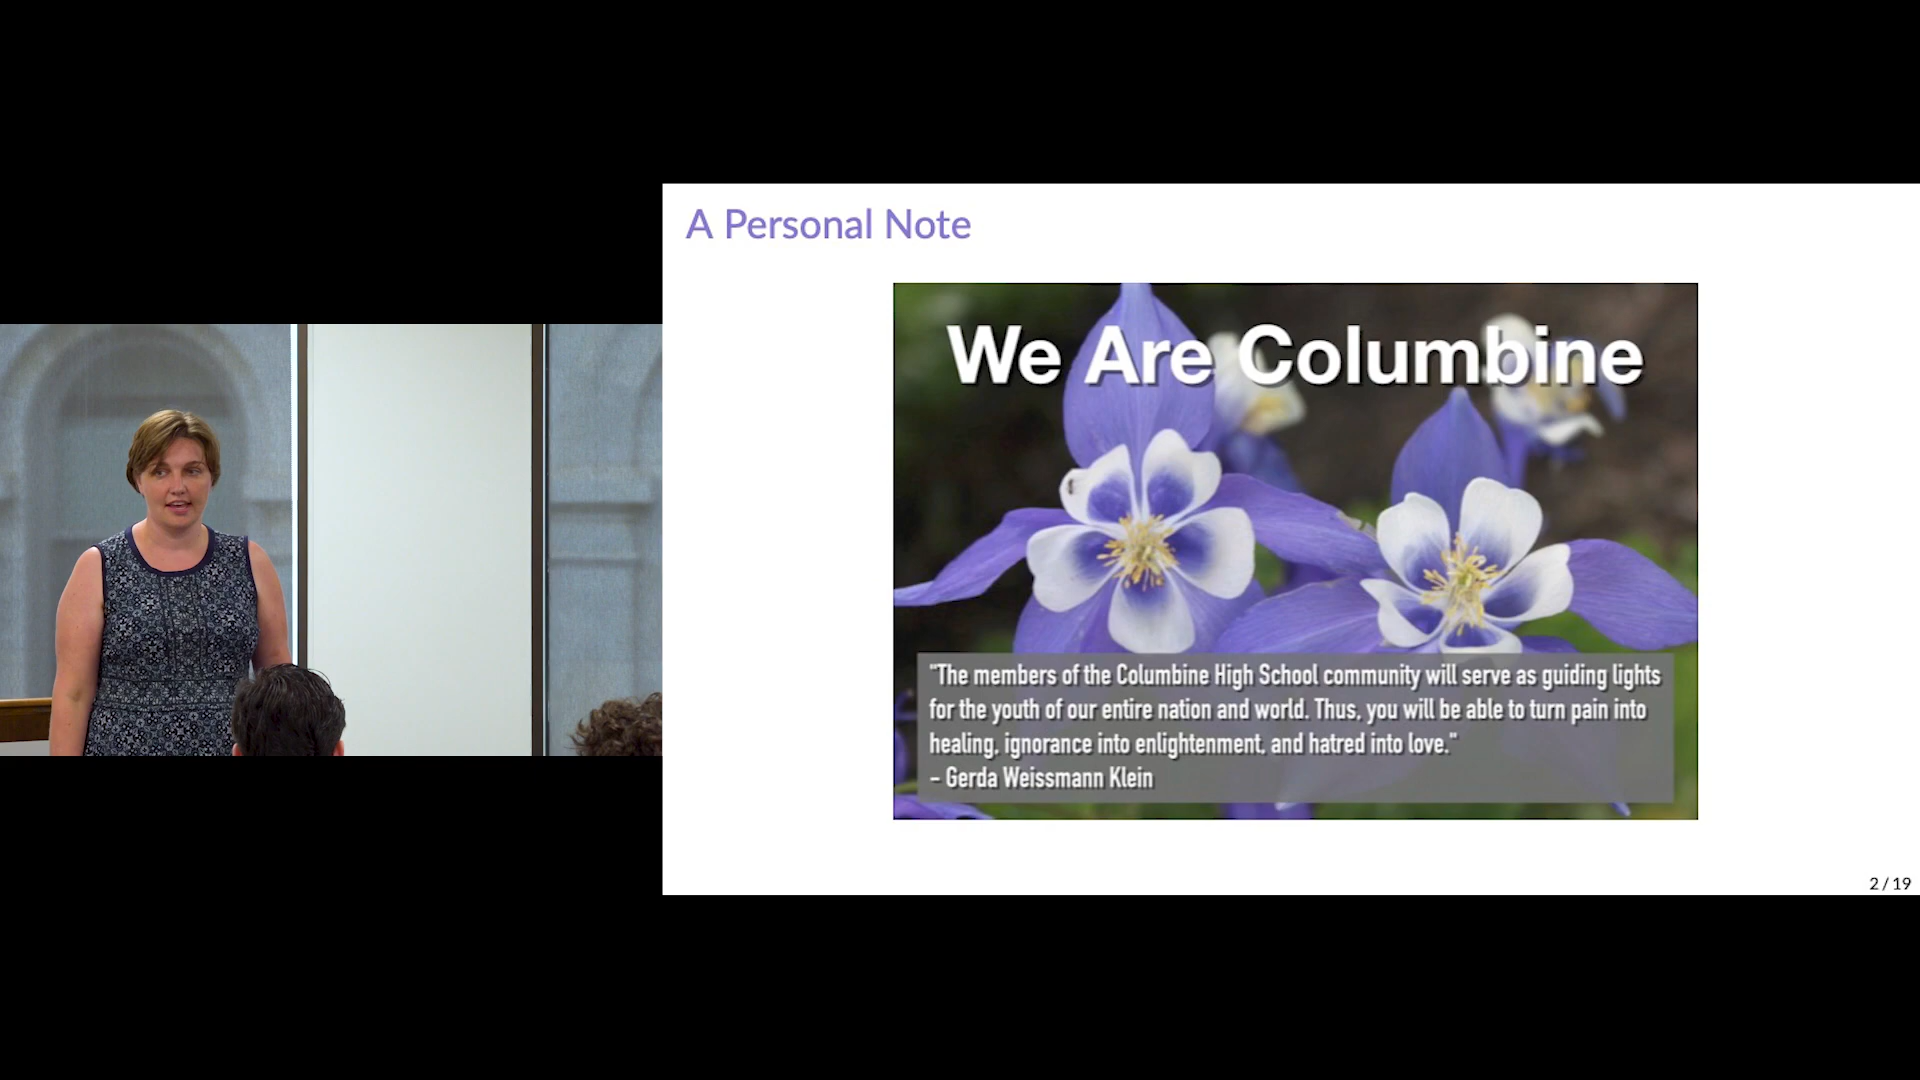 A Personal Note
We Are Columbine
"The members of the Columbine High School community will serve as guiding lights
for the youth of our entire nation and world. Thus, you will be able to turn pain into
healing, ignorance into enlightenment, and hatred into love."
– Gerda Weissmann Klein
2 / 19